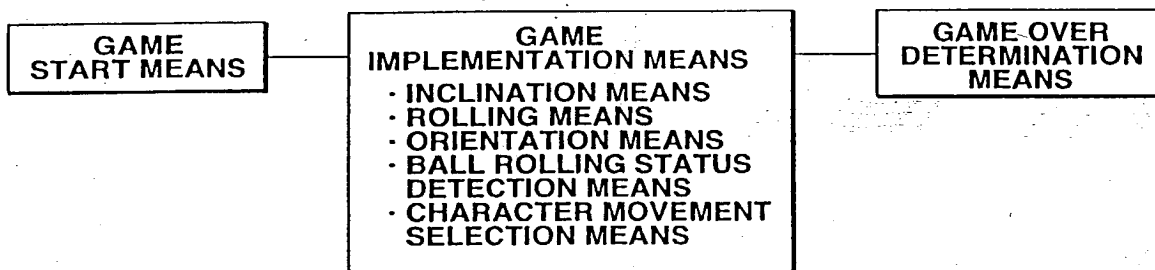 GAME
START MEANS
GAME
IMPLEMENTATION MEANS
· INCLINATION MEANS
· ROLLING MEANS
· ORIENTATION MEANS
· BALL ROLLING STATUS
DETECTION MEANS
· CHARACTER MOVEMENT
SELECTION MEANS
GAME OVER
DETERMINATION
MEANS